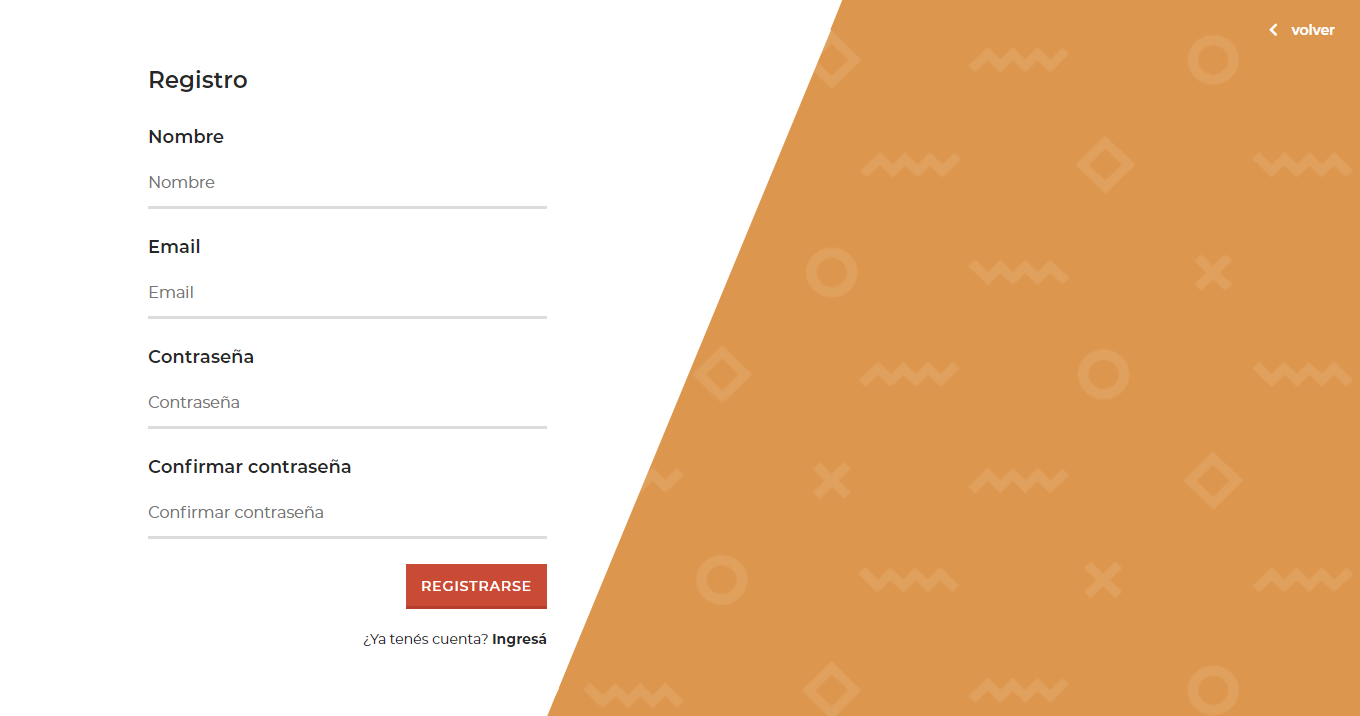 volver
Registro
Nombre
Nombre
Email
Email
Contraseña
Contraseña
Confirmar contraseña
Confirmar contraseña
REGISTRARSE
¿Ya tenés cuenta? Ingresá